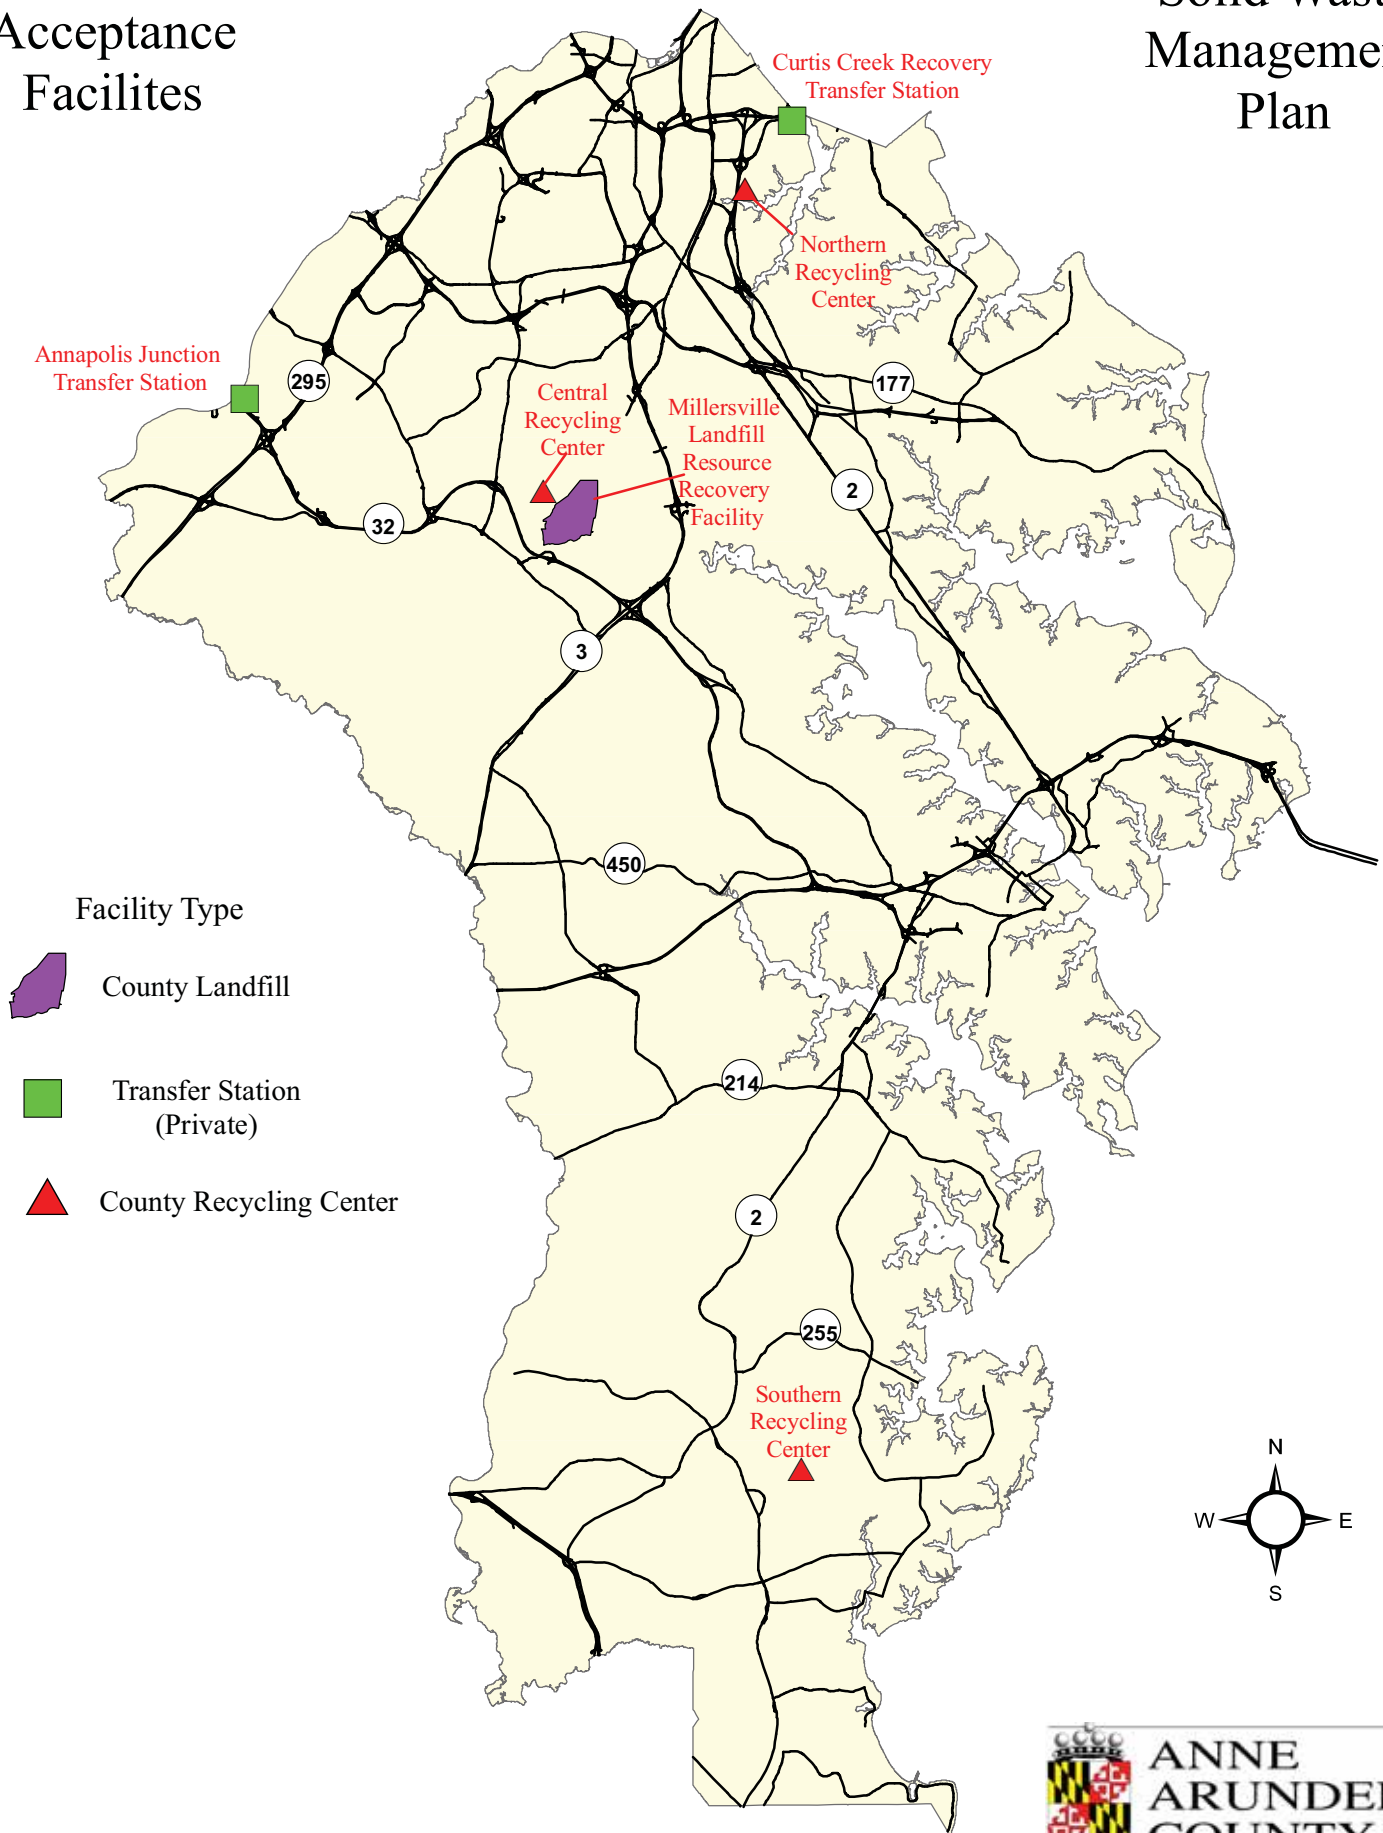 Acceptance
Facilites
Management
Plan
Curtis Creek Recovery
Transfer Station
Northern
Recycling
Center
Annapolis Junction
Transfer Station
295
177
Central
Recycling
Center
Millersville
Landfill
Resource
Recovery
Facility
2
32
3
450
Facility Type
County Landfill
Transfer Station
(Private)
County Recycling Center
214
2
255
Southern
Recycling
Center
N
W
E
S
ANNE
ARUNDEL
COUNTY